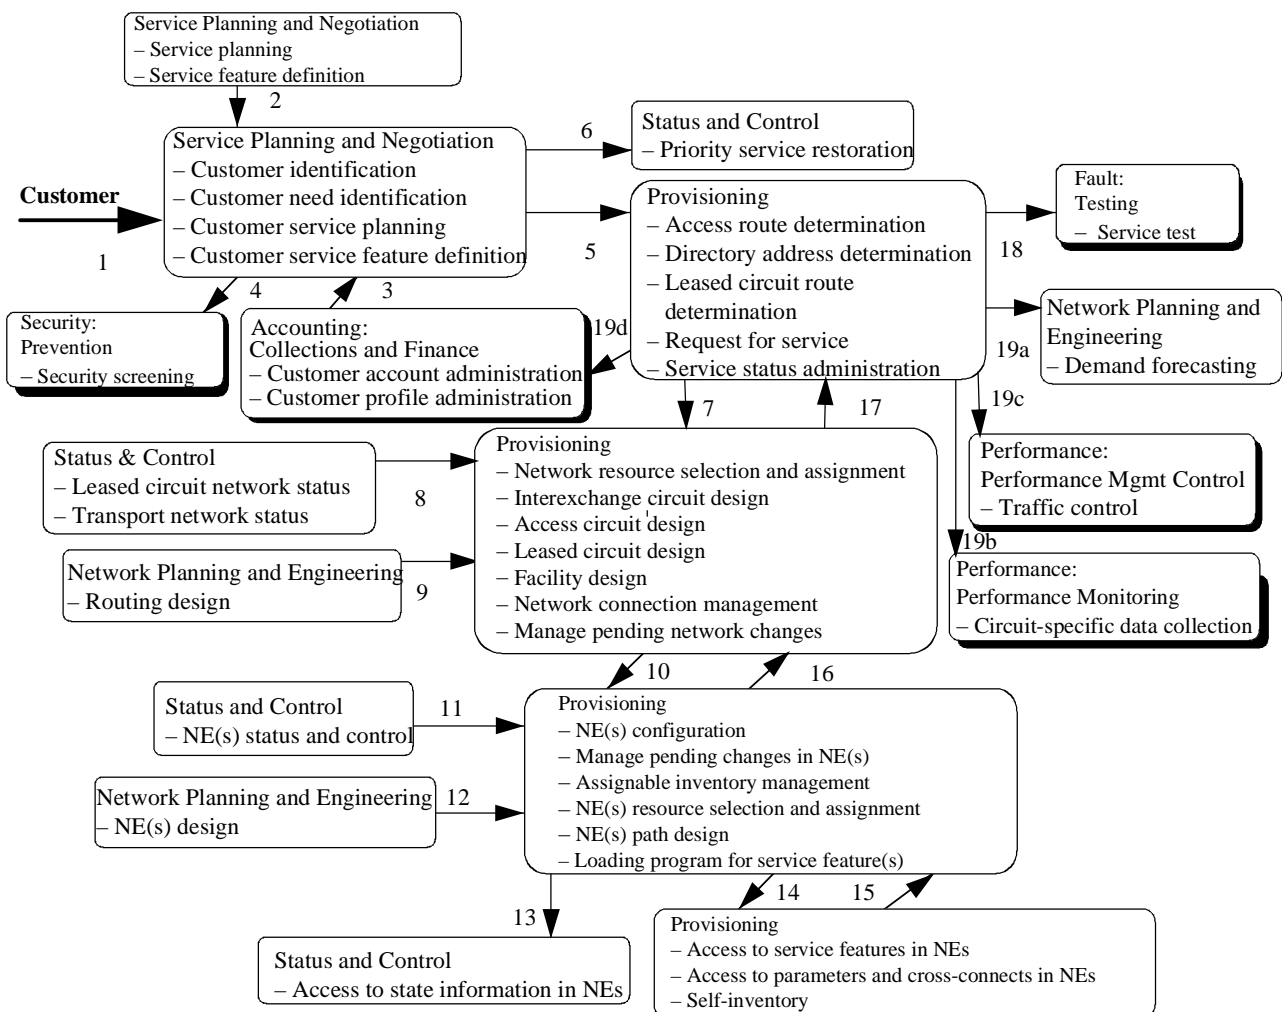 Service Planning and Negotiation
– Service planning
– Service feature definition
2
Service Planning and Negotiation
– Customer identification
– Customer need identification
– Customer service planning
– Customer service feature definition
Customer
1
6
Status and Control
– Priority service restoration
5
Provisioning
– Access route determination
– Directory address determination
– Leased circuit route
determination
– Request for service
– Service status administration
18
Fault:
Testing
– Service test
4
3
Security:
Prevention
– Security screening
Accounting:
Collections and Finance
– Customer account administration
– Customer profile administration
19d
19a
Network Planning and
Engineering
– Demand forecasting
19c
7
17
Performance:
Performance Mgmt Control
– Traffic control
19b
Performance:
Performance Monitoring
– Circuit-specific data collection
Status & Control
– Leased circuit network status
– Transport network status
8
Network Planning and Engineering
– Routing design
9
Provisioning
– Network resource selection and assignment
– Interexchange circuit design
– Access circuit design
– Leased circuit design
– Facility design
– Network connection management
– Manage pending network changes
10
16
Status and Control
– NE(s) status and control
11
Network Planning and Engineering
– NE(s) design
12
Provisioning
– NE(s) configuration
– Manage pending changes in NE(s)
– Assignable inventory management
– NE(s) resource selection and assignment
– NE(s) path design
– Loading program for service feature(s)
13
14
15
Status and Control
– Access to state information in NEs
Provisioning
– Access to service features in NEs
– Access to parameters and cross-connects in NEs
– Self-inventory